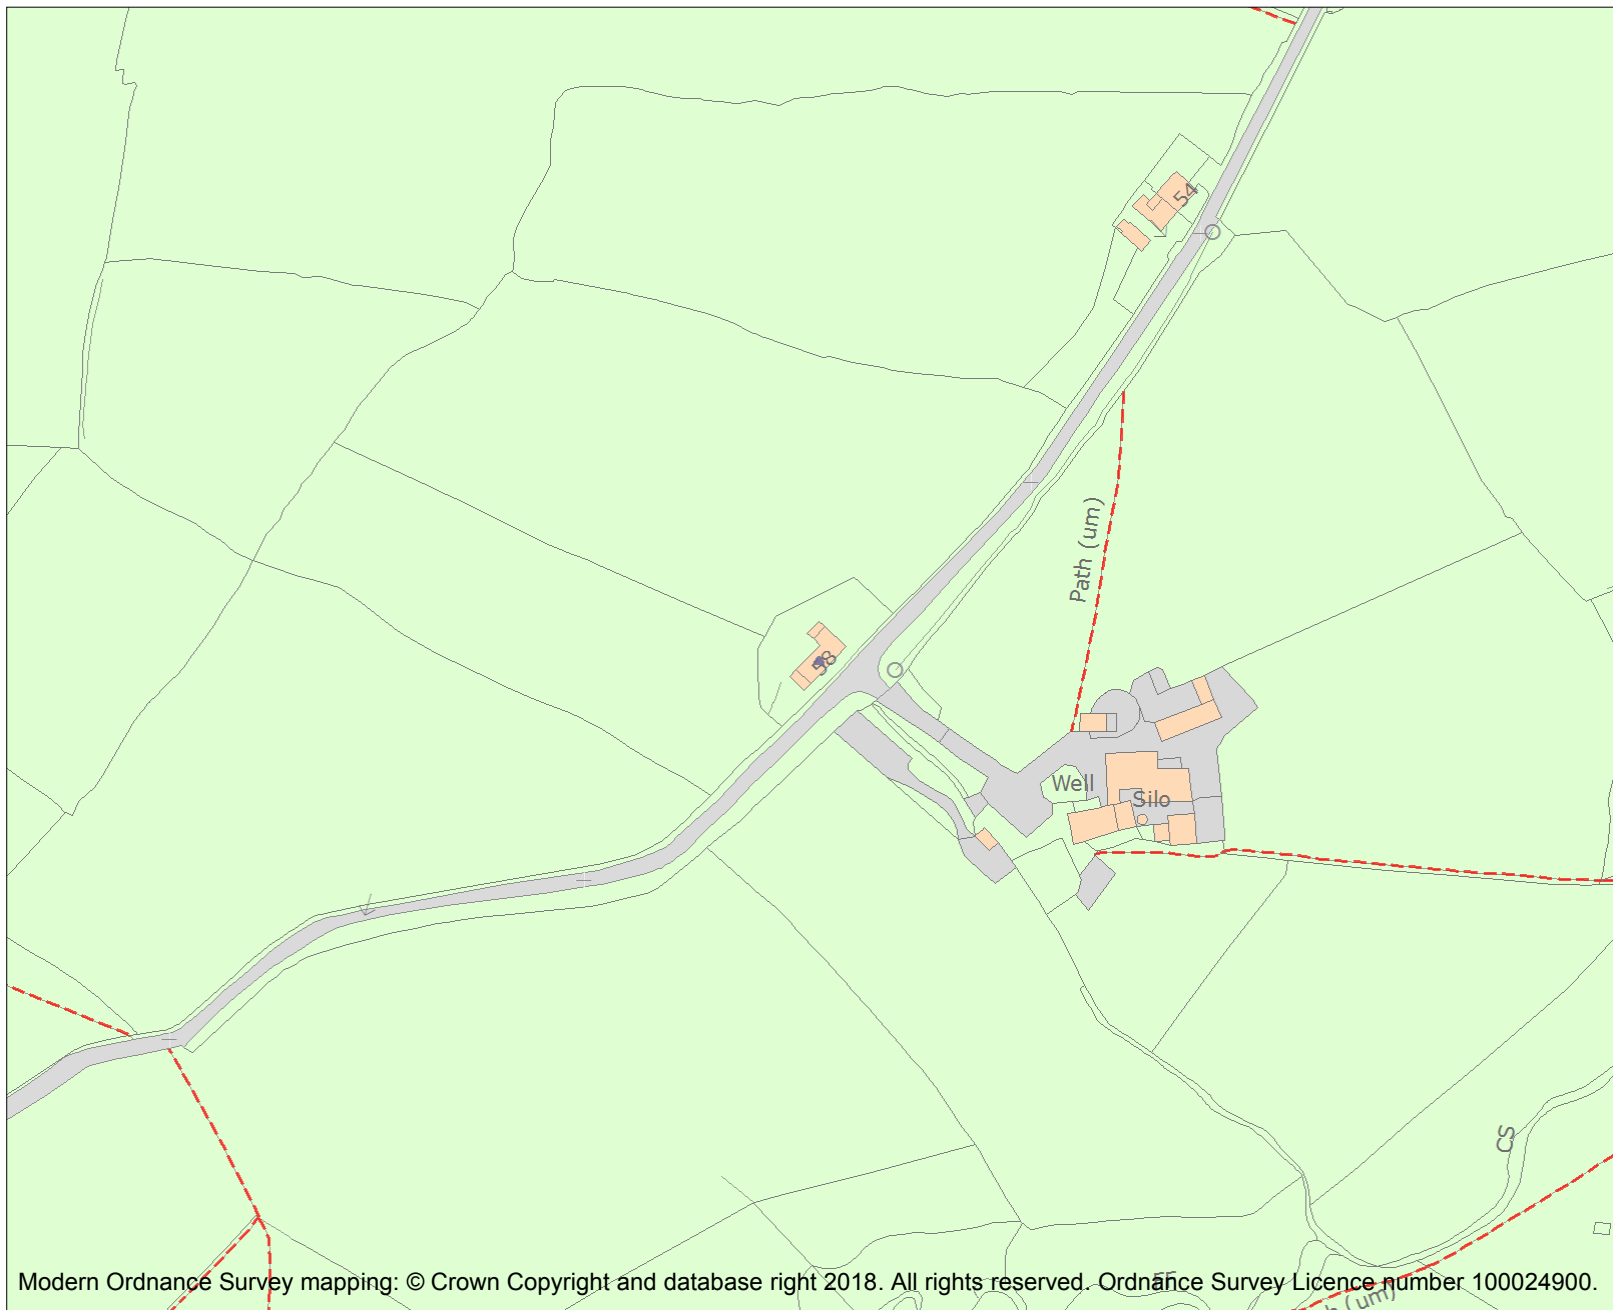 54
Path (um)
58
Well
Silo
CS
Modern Ordnance Survey mapping: © Crown Copyright and database right 2018. All rights reserved. Ordnance Survey Licence number 100024900.
(um)